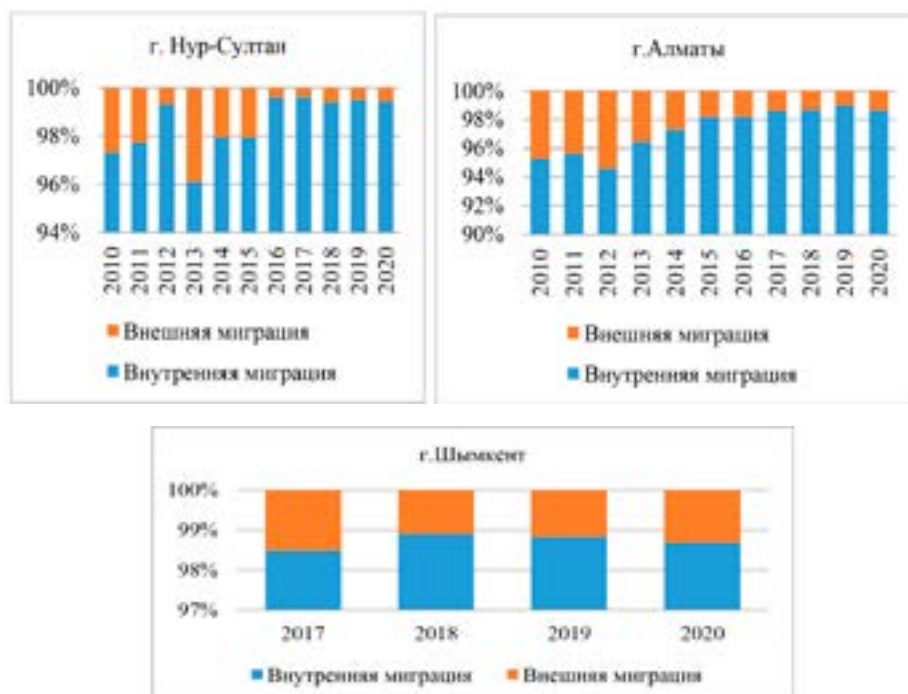 г. Нур-Султан
100%
98%
96%
94%
2010 2011 2012 2013 2014 2015 2016 2017 2018 2019 2020
Внешняя миграция
Внутренняя миграция
г.Алматы
100%
98%
96%
94%
92%
90%
2010 2011 2012 2013 2014 2015 2016 2017 2018 2019 2020
Внешняя миграция
Внутренняя миграция
г.Шымкент
100%
99%
98%
97%
2017 2018 2019 2020
Внутренняя миграция Внешняя миграция